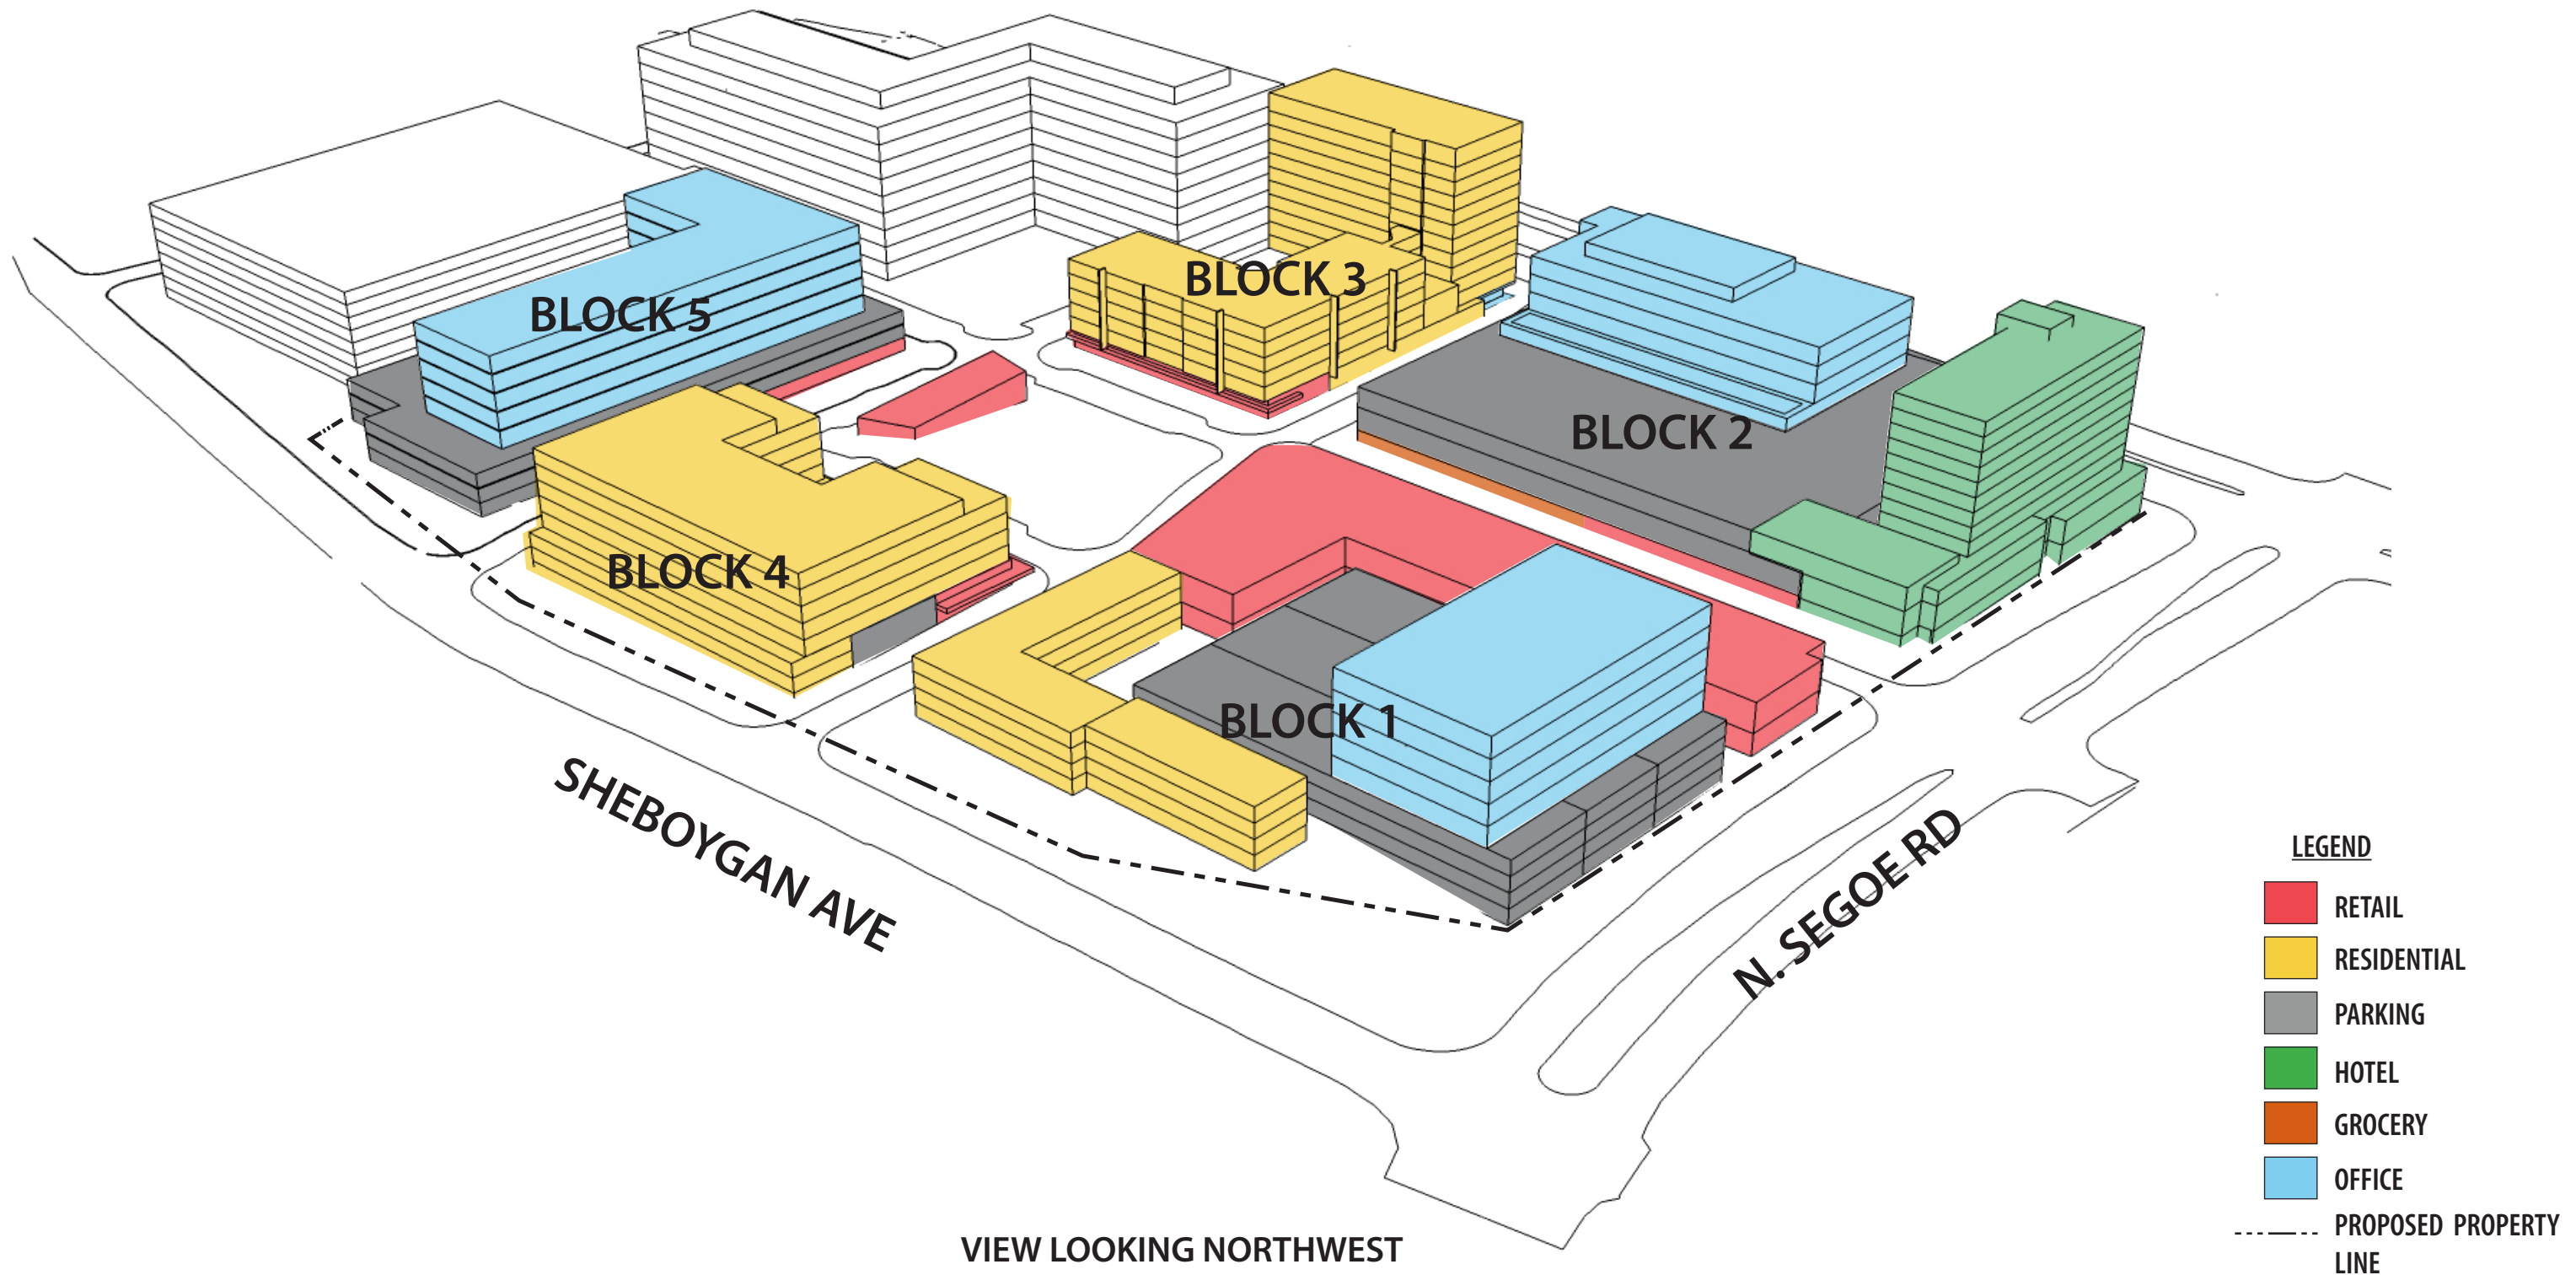 BLOCK 3
BLOCK 5
BLOCK 2
BLOCK 4
BLOCK 1
SHEBOYGAN AVE
N. SEGOE RD
LEGEND
RETAIL
RESIDENTIAL
PARKING
HOTEL
GROCERY
OFFICE
PROPOSED PROPERTY
LINE
VIEW LOOKING NORTHWEST